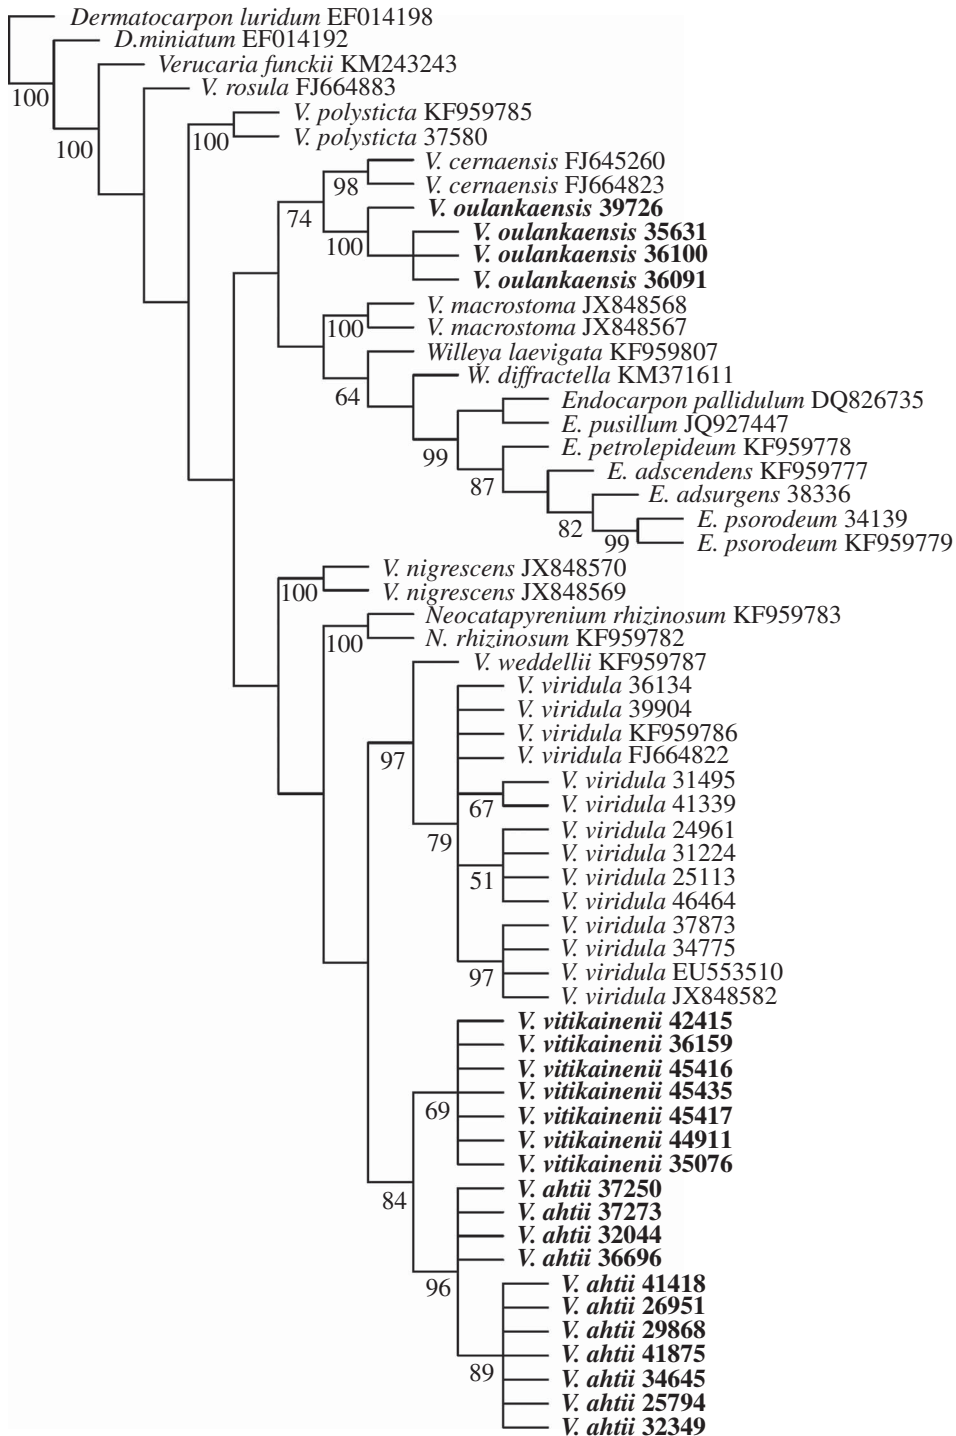 Dermatocarpon luridum EF014198
D.miniatum EF014192
Verucaria funckii KM243243
100
V. rosula FJ664883
V. polysticta KF959785
100
100
V. polysticta 37580
V. cernaensis FJ645260
98
V. cernaensis FJ664823
74
V. oulankaensis 39726
V. oulankaensis 35631
100
V. oulankaensis 36100
V. oulankaensis 36091
V. macrostoma JX848568
100
V. macrostoma JX848567
Willeya laevigata KF959807
W. diffractella KM371611
64
Endocarpon pallidulum DQ826735
E. pusillum JQ927447
E. petrolepideum KF959778
99
E. adscendens KF959777
87
E. adsurgens 38336
E. psorodeum 34139
82
99
E. psorodeum KF959779
V. nigrescens JX848570
100
V. nigrescens JX848569
Neocatapyrenium rhizinosum KF959783
100
N. rhizinosum KF959782
V. weddellii KF959787
V. viridula 36134
V. viridula 39904
V. viridula KF959786
97
V. viridula FJ664822
V. viridula 31495
67
V. viridula 41339
V. viridula 24961
79
V. viridula 31224
51
V. viridula 25113
V. viridula 46464
V. viridula 37873
V. viridula 34775
97
V. viridula EU553510
V. viridula JX848582
V. vitikainenii 42415
V. vitikainenii 36159
V. vitikainenii 45416
V. vitikainenii 45435
69
V. vitikainenii 45417
V. vitikainenii 44911
V. vitikainenii 35076
84
V. ahtii 37250
V. ahtii 37273
V. ahtii 32044
V. ahtii 36696
96
V. ahtii 41418
V. ahtii 26951
V. ahtii 29868
V. ahtii 41875
89
V. ahtii 34645
V. ahtii 25794
V. ahtii 32349